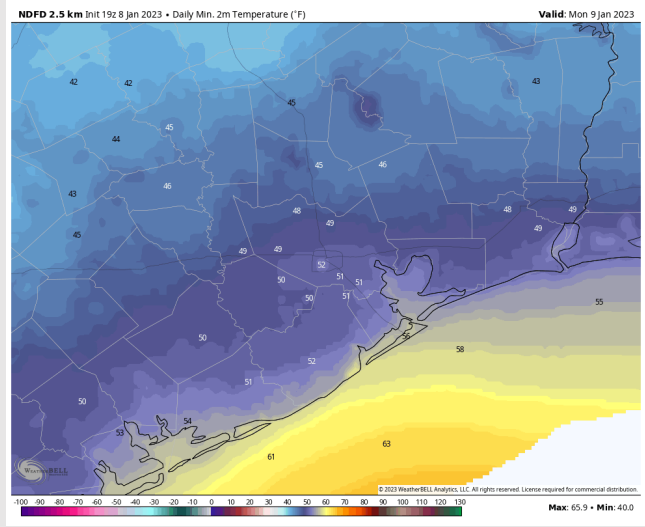 NDFD 2.5 km Init 19z 8 Jan 2023 • Daily Min. 2m Temperature (°F) Valid: Mon 9 Jan 2023
42 42 43
45
45
44
45 46
46
43
48 48 49
49 49
45
49 49
52
50 51 51
50 51
55
50 56
58
52
51
50
54
53
63
61
WeatherBELL
© 2023 WeatherBELL Analytics, LLC. All rights reserved. License required for commercial distribution.
-100 -90 -80 -70 -60 -50 -40 -30 -20 -10 0 10 20 30 40 50 60 70 80 90 100 110 120 130
Max: 65.9 • Min: 40.0